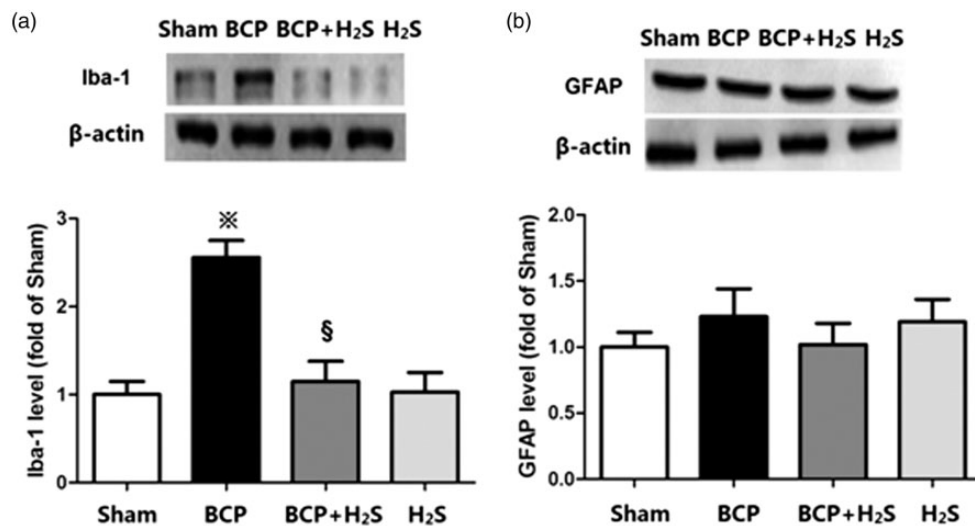 (a)
Sham BCP BCP+H₂S H₂S
Iba-1
β-actin
Iba-1 level (fold of Sham)
3
2
1
0
※
§
Sham BCP BCP+H₂S H₂S
(b)
Sham BCP BCP+H₂S H₂S
GFAP
β-actin
GFAP level (fold of Sham)
2.0
1.5
1.0
0.5
0.0
Sham BCP BCP+H₂S H₂S